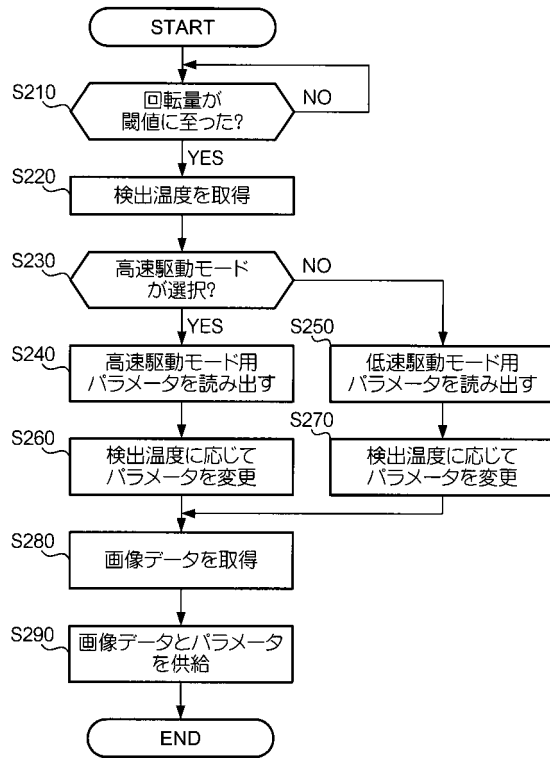 START
S210
回転量が
閾値に至った?
NO
YES
S220
検出温度を取得
S230
高速駆動モード
が選択?
NO
YES
S240
高速駆動モード用
パラメータを読み出す
S250
低速駆動モード用
パラメータを読み出す
S260
検出温度に応じて
パラメータを変更
S270
検出温度に応じて
パラメータを変更
S280
画像データを取得
S290
画像データとパラメータ
を供給
END